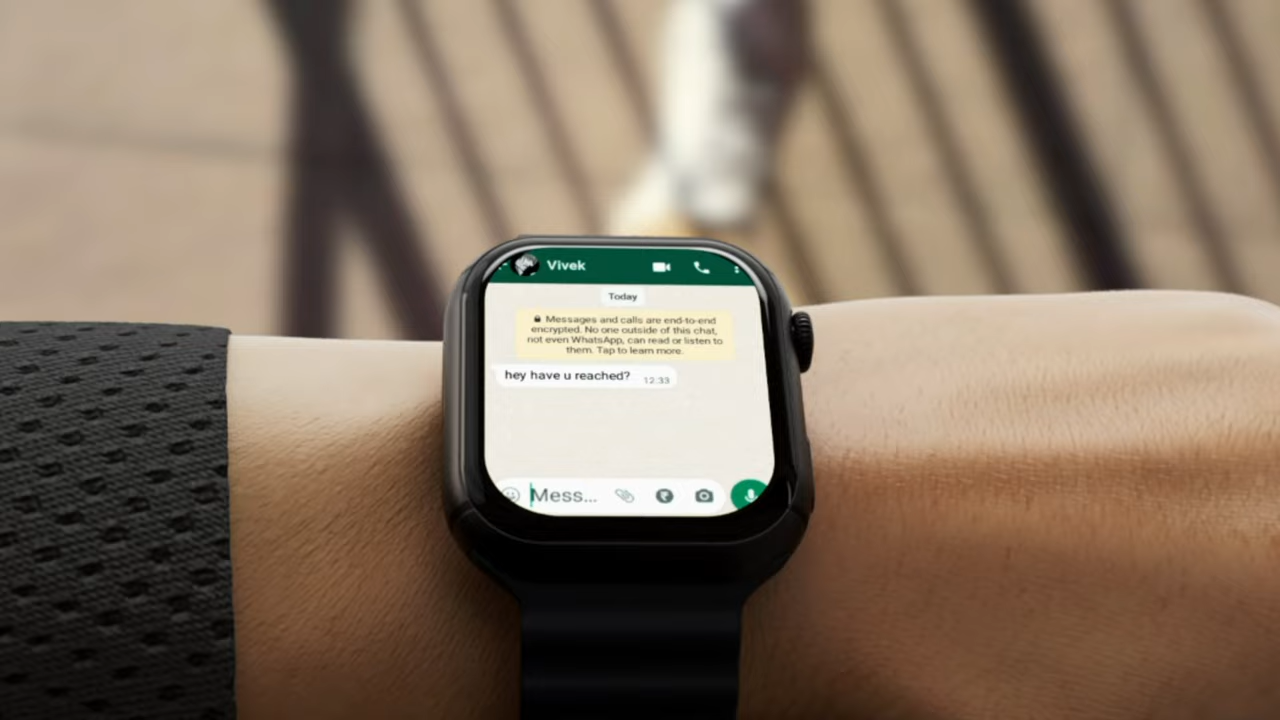 Vivek
Today
Messages and calls are end-to-end
encrypted. No one outside of this chat,
not even WhatsApp, can read or listen to
them. Tap to learn more.
hey have u reached? 12:33
Mess...